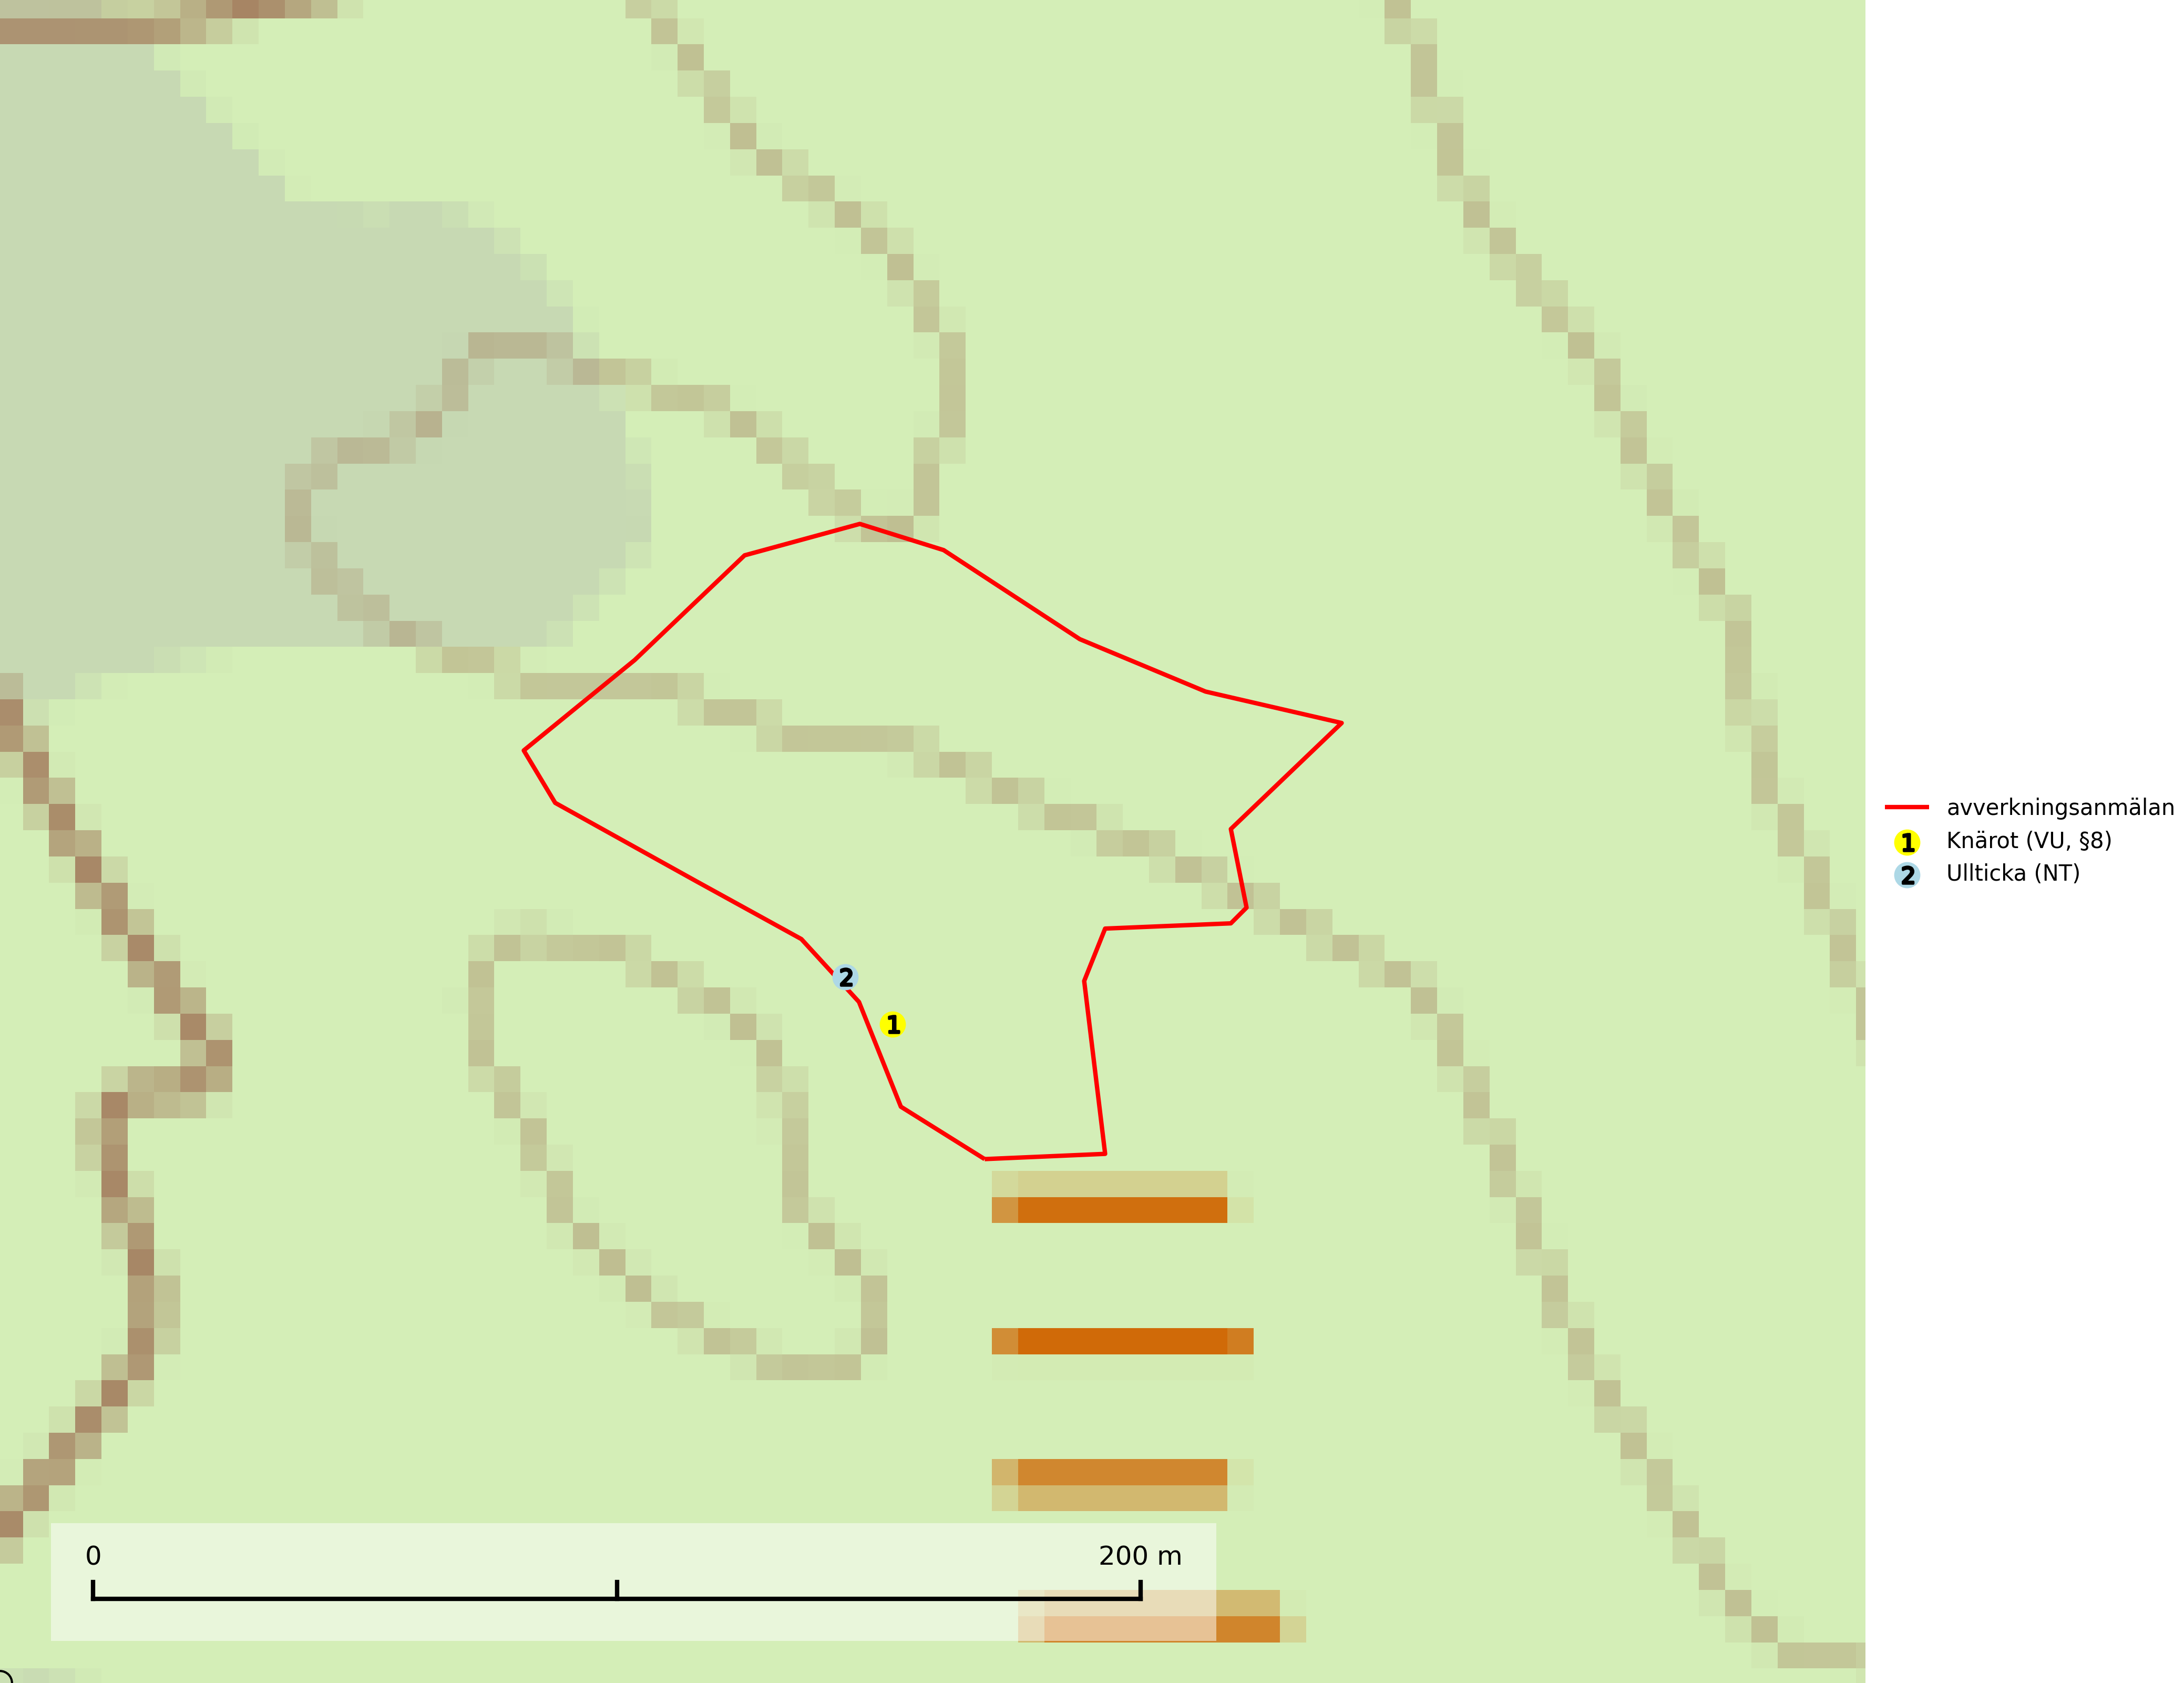 avverkningsanmälan
1 Knärot (VU, §8)
2 Ullticka (NT)
2
1
0 200 m